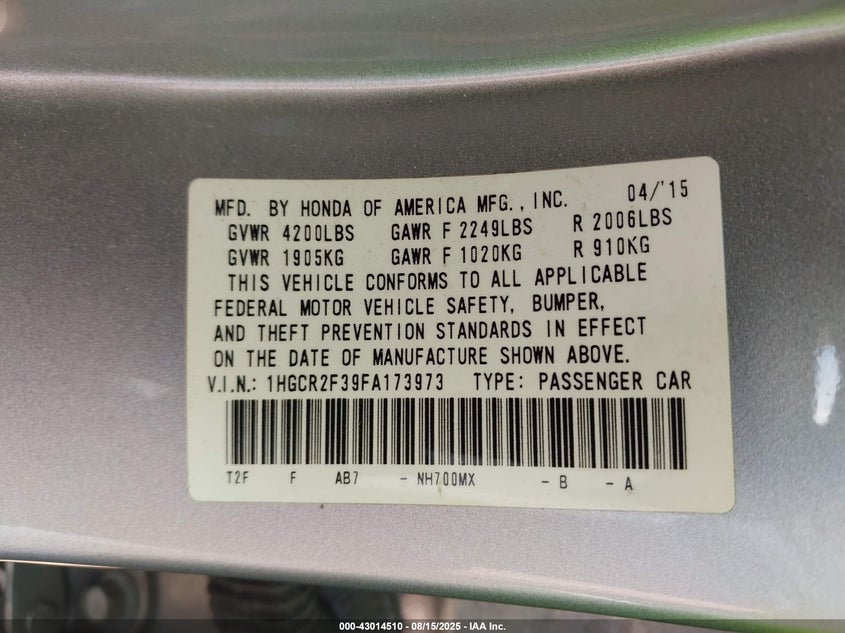 MFD. BY HONDA OF AMERICA MFG., INC. 04/'15
GVWR 4200LBS GAWR F 2249LBS R 2006LBS
GVWR 1905KG GAWR F 1020KG R 910KG
THIS VEHICLE CONFORMS TO ALL APPLICABLE
FEDERAL MOTOR VEHICLE SAFETY, BUMPER,
AND THEFT PREVENTION STANDARDS IN EFFECT
ON THE DATE OF MANUFACTURE SHOWN ABOVE.
V.I.N.: 1HGCR2F39FA173973 TYPE: PASSENGER CAR
T2F F AB7 - NH700MX - B - A
000-43014510 - 08/15/2025 - IAA Inc.